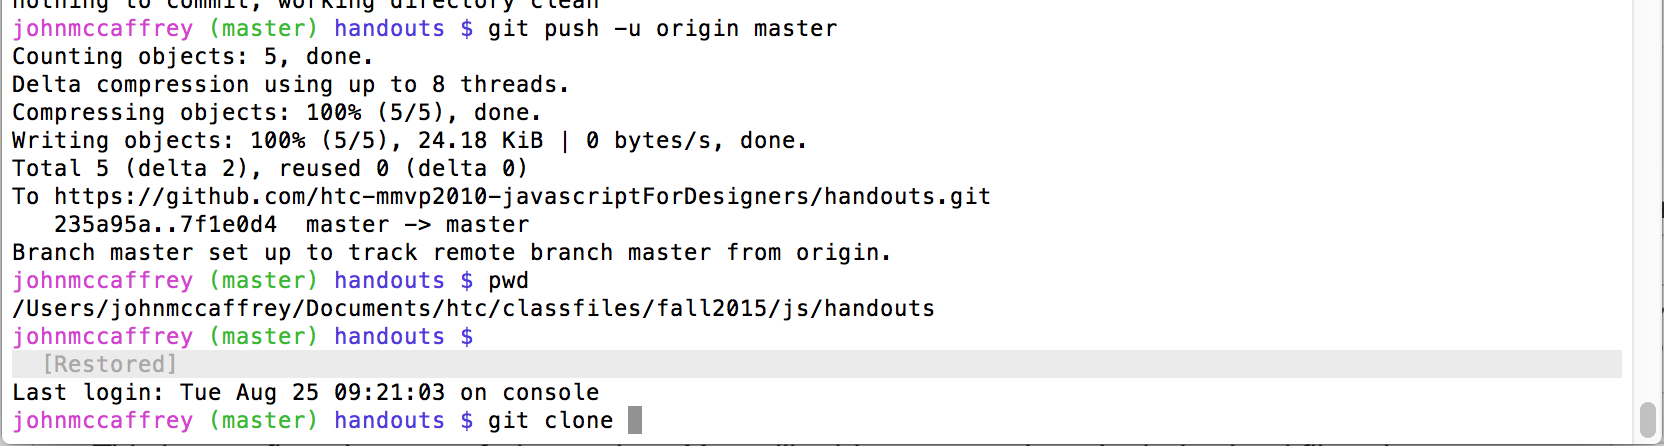 nothing to commit, working directory clean
johnmccaffrey (master) handouts $ git push -u origin master
Counting objects: 5, done.
Delta compression using up to 8 threads.
Compressing objects: 100% (5/5), done.
Writing objects: 100% (5/5), 24.18 KiB | 0 bytes/s, done.
Total 5 (delta 2), reused 0 (delta 0)
To https://github.com/htc-mmvp2010-javascriptForDesigners/handouts.git
   235a95a..7f1e0d4  master -> master
Branch master set up to track remote branch master from origin.
johnmccaffrey (master) handouts $ pwd
/Users/johnmccaffrey/Documents/htc/classfiles/fall2015/js/handouts
johnmccaffrey (master) handouts $
  [Restored]
Last login: Tue Aug 25 09:21:03 on console
johnmccaffrey (master) handouts $ git clone